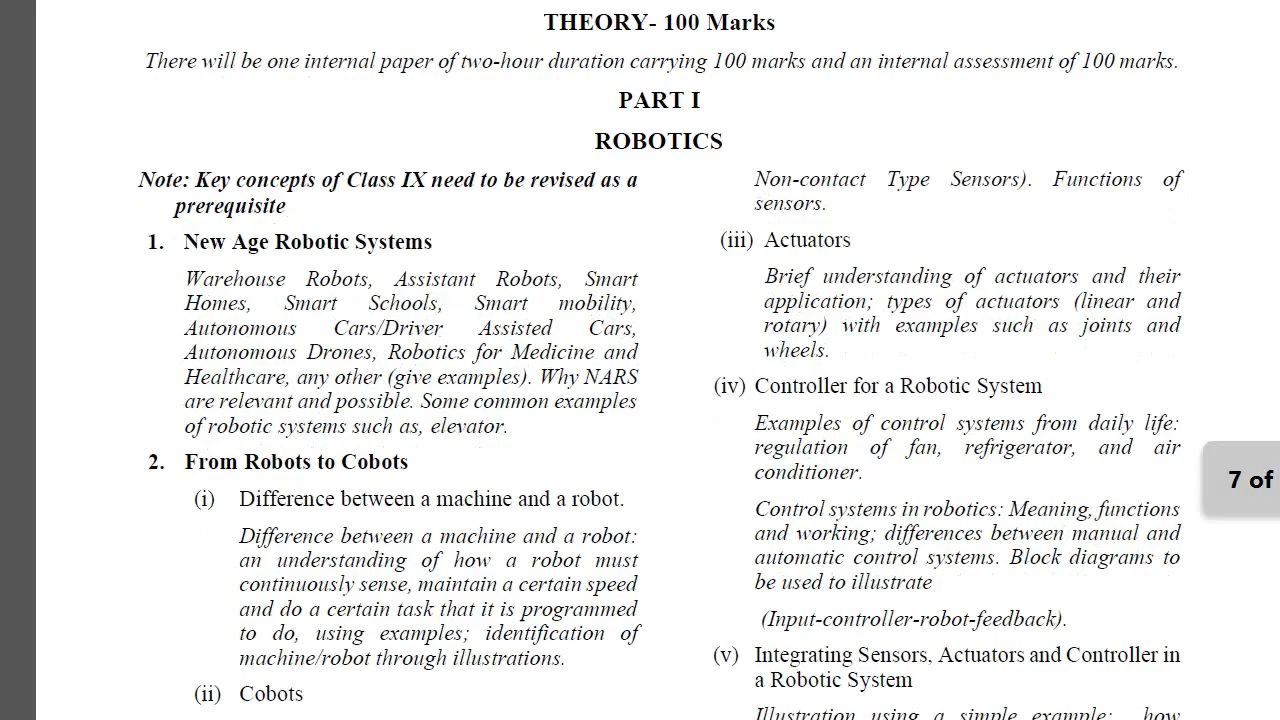 THEORY- 100 Marks
There will be one internal paper of two-hour duration carrying 100 marks and an internal assessment of 100 marks.
PART I
ROBOTICS
Note: Key concepts of Class IX need to be revised as a
prerequisite
1. New Age Robotic Systems
Warehouse Robots, Assistant Robots, Smart
Homes, Smart Schools, Smart mobility,
Autonomous Cars/Driver Assisted Cars,
Autonomous Drones, Robotics for Medicine and
Healthcare, any other (give examples). Why NARS
are relevant and possible. Some common examples
of robotic systems such as, elevator.
2. From Robots to Cobots
(i) Difference between a machine and a robot.
Difference between a machine and a robot:
an understanding of how a robot must
continuously sense, maintain a certain speed
and do a certain task that it is programmed
to do, using examples; identification of
machine/robot through illustrations.
(ii) Cobots
Non-contact Type Sensors). Functions of
sensors.
(iii) Actuators
Brief understanding of actuators and their
application; types of actuators (linear and
rotary) with examples such as joints and
wheels.
(iv) Controller for a Robotic System
Examples of control systems from daily life:
regulation of fan, refrigerator, and air
conditioner.
Control systems in robotics: Meaning, functions
and working; differences between manual and
automatic control systems. Block diagrams to
be used to illustrate
(Input-controller-robot-feedback).
(v) Integrating Sensors, Actuators and Controller in
a Robotic System
Illustration using a simple example; how
7 of